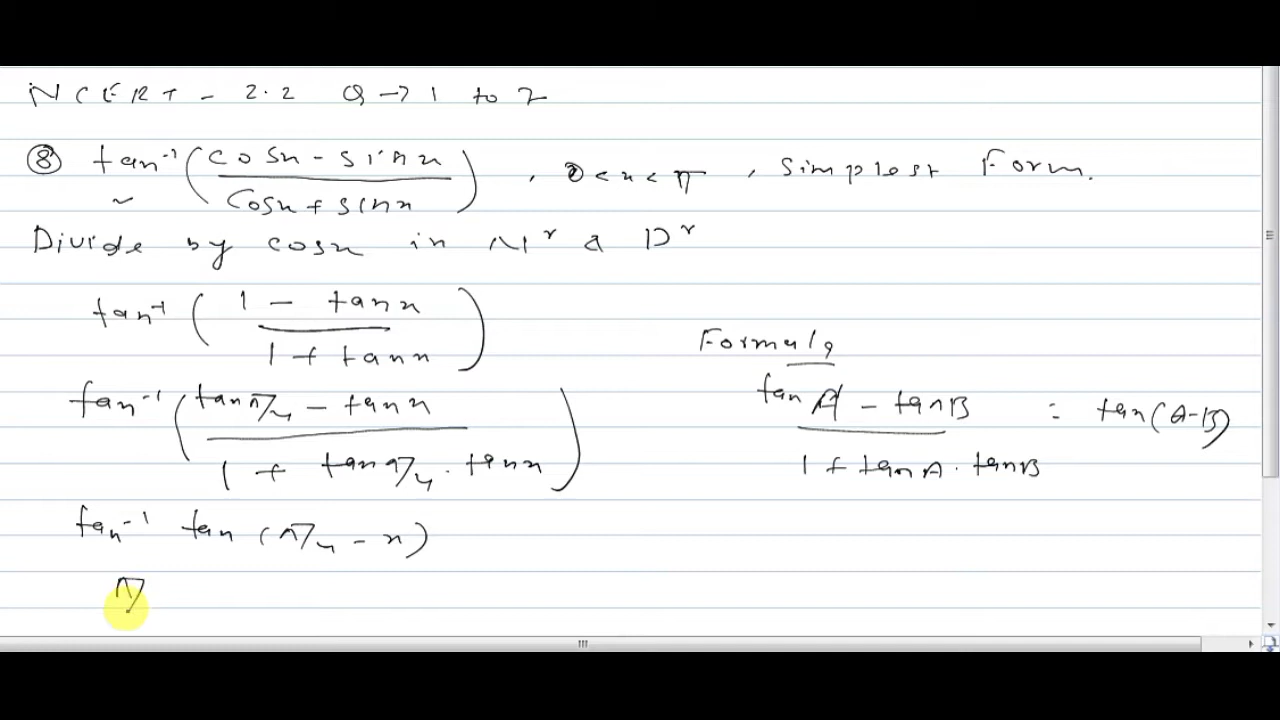 NCERT - 2.2 Q → 1 to 7
⑧ tan⁻¹ ( cosx - sinx / cosx + sinx ) , 0 < x < π , Simplest Form.
Divide by cosx in Nʳ & Dʳ
tan⁻¹ ( 1 - tanx / 1 + tanx )
Formula
tan⁻¹ ( tan π/4 - tanx / 1 + tan π/4 . tanx )
tanA - tanB / 1 + tanA . tanB = tan(A-B)
tan⁻¹ tan (π/4 - x)
π